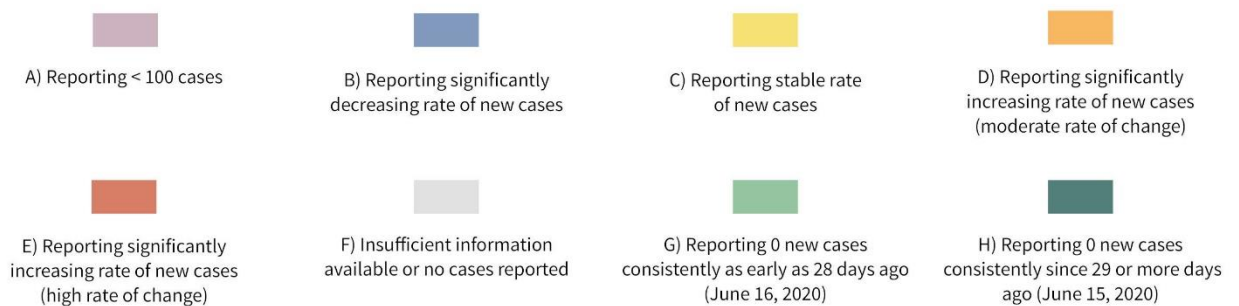 A) Reporting < 100 cases
B) Reporting significantly
decreasing rate of new cases
C) Reporting stable rate
of new cases
D) Reporting significantly
increasing rate of new cases
(moderate rate of change)
E) Reporting significantly
increasing rate of new cases
(high rate of change)
F) Insufficient information
available or no cases reported
G) Reporting 0 new cases
consistently as early as 28 days ago
(June 16, 2020)
H) Reporting 0 new cases
consistently since 29 or more days
ago (June 15, 2020)